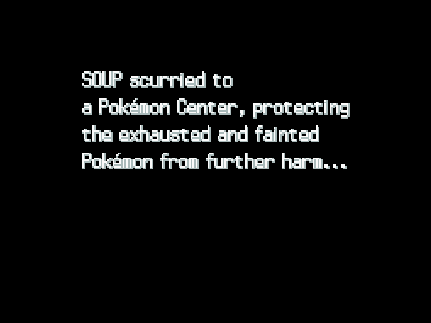 SOUP scurried to
a Pokémon Center, protecting
the exhausted and fainted
Pokémon from further harm...